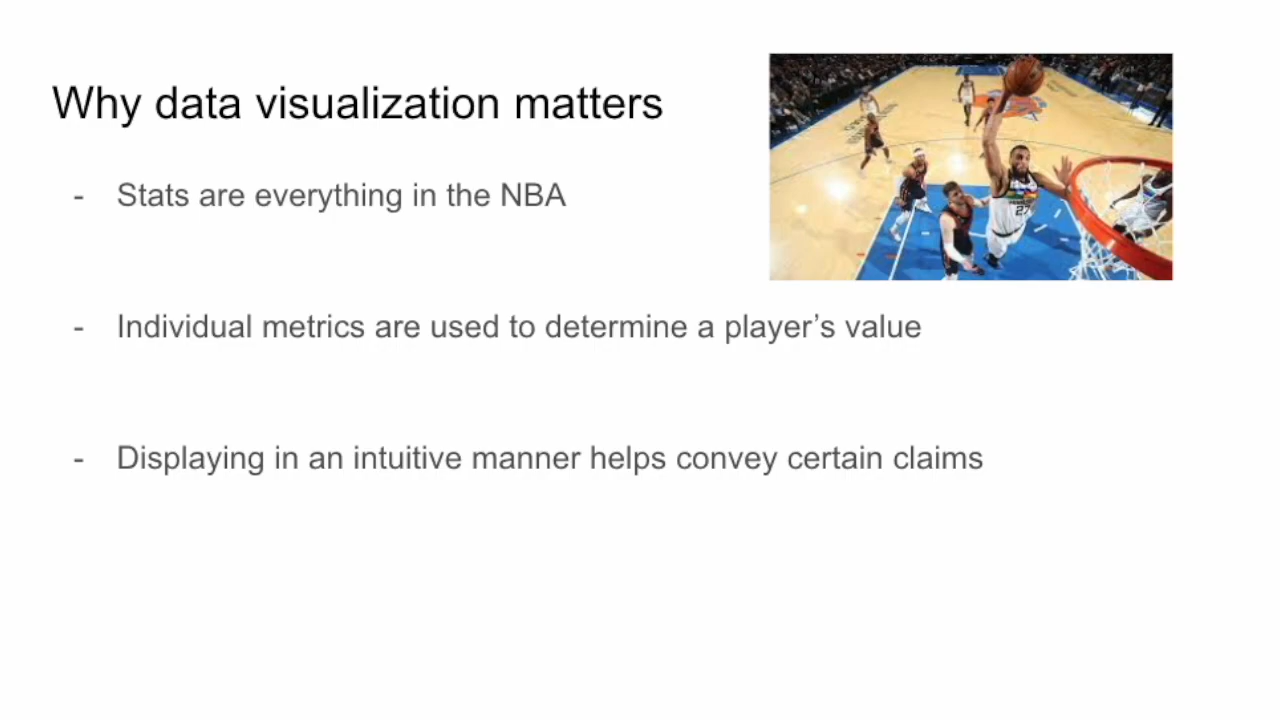 Why data visualization matters
- Stats are everything in the NBA
- Individual metrics are used to determine a player’s value
- Displaying in an intuitive manner helps convey certain claims
27